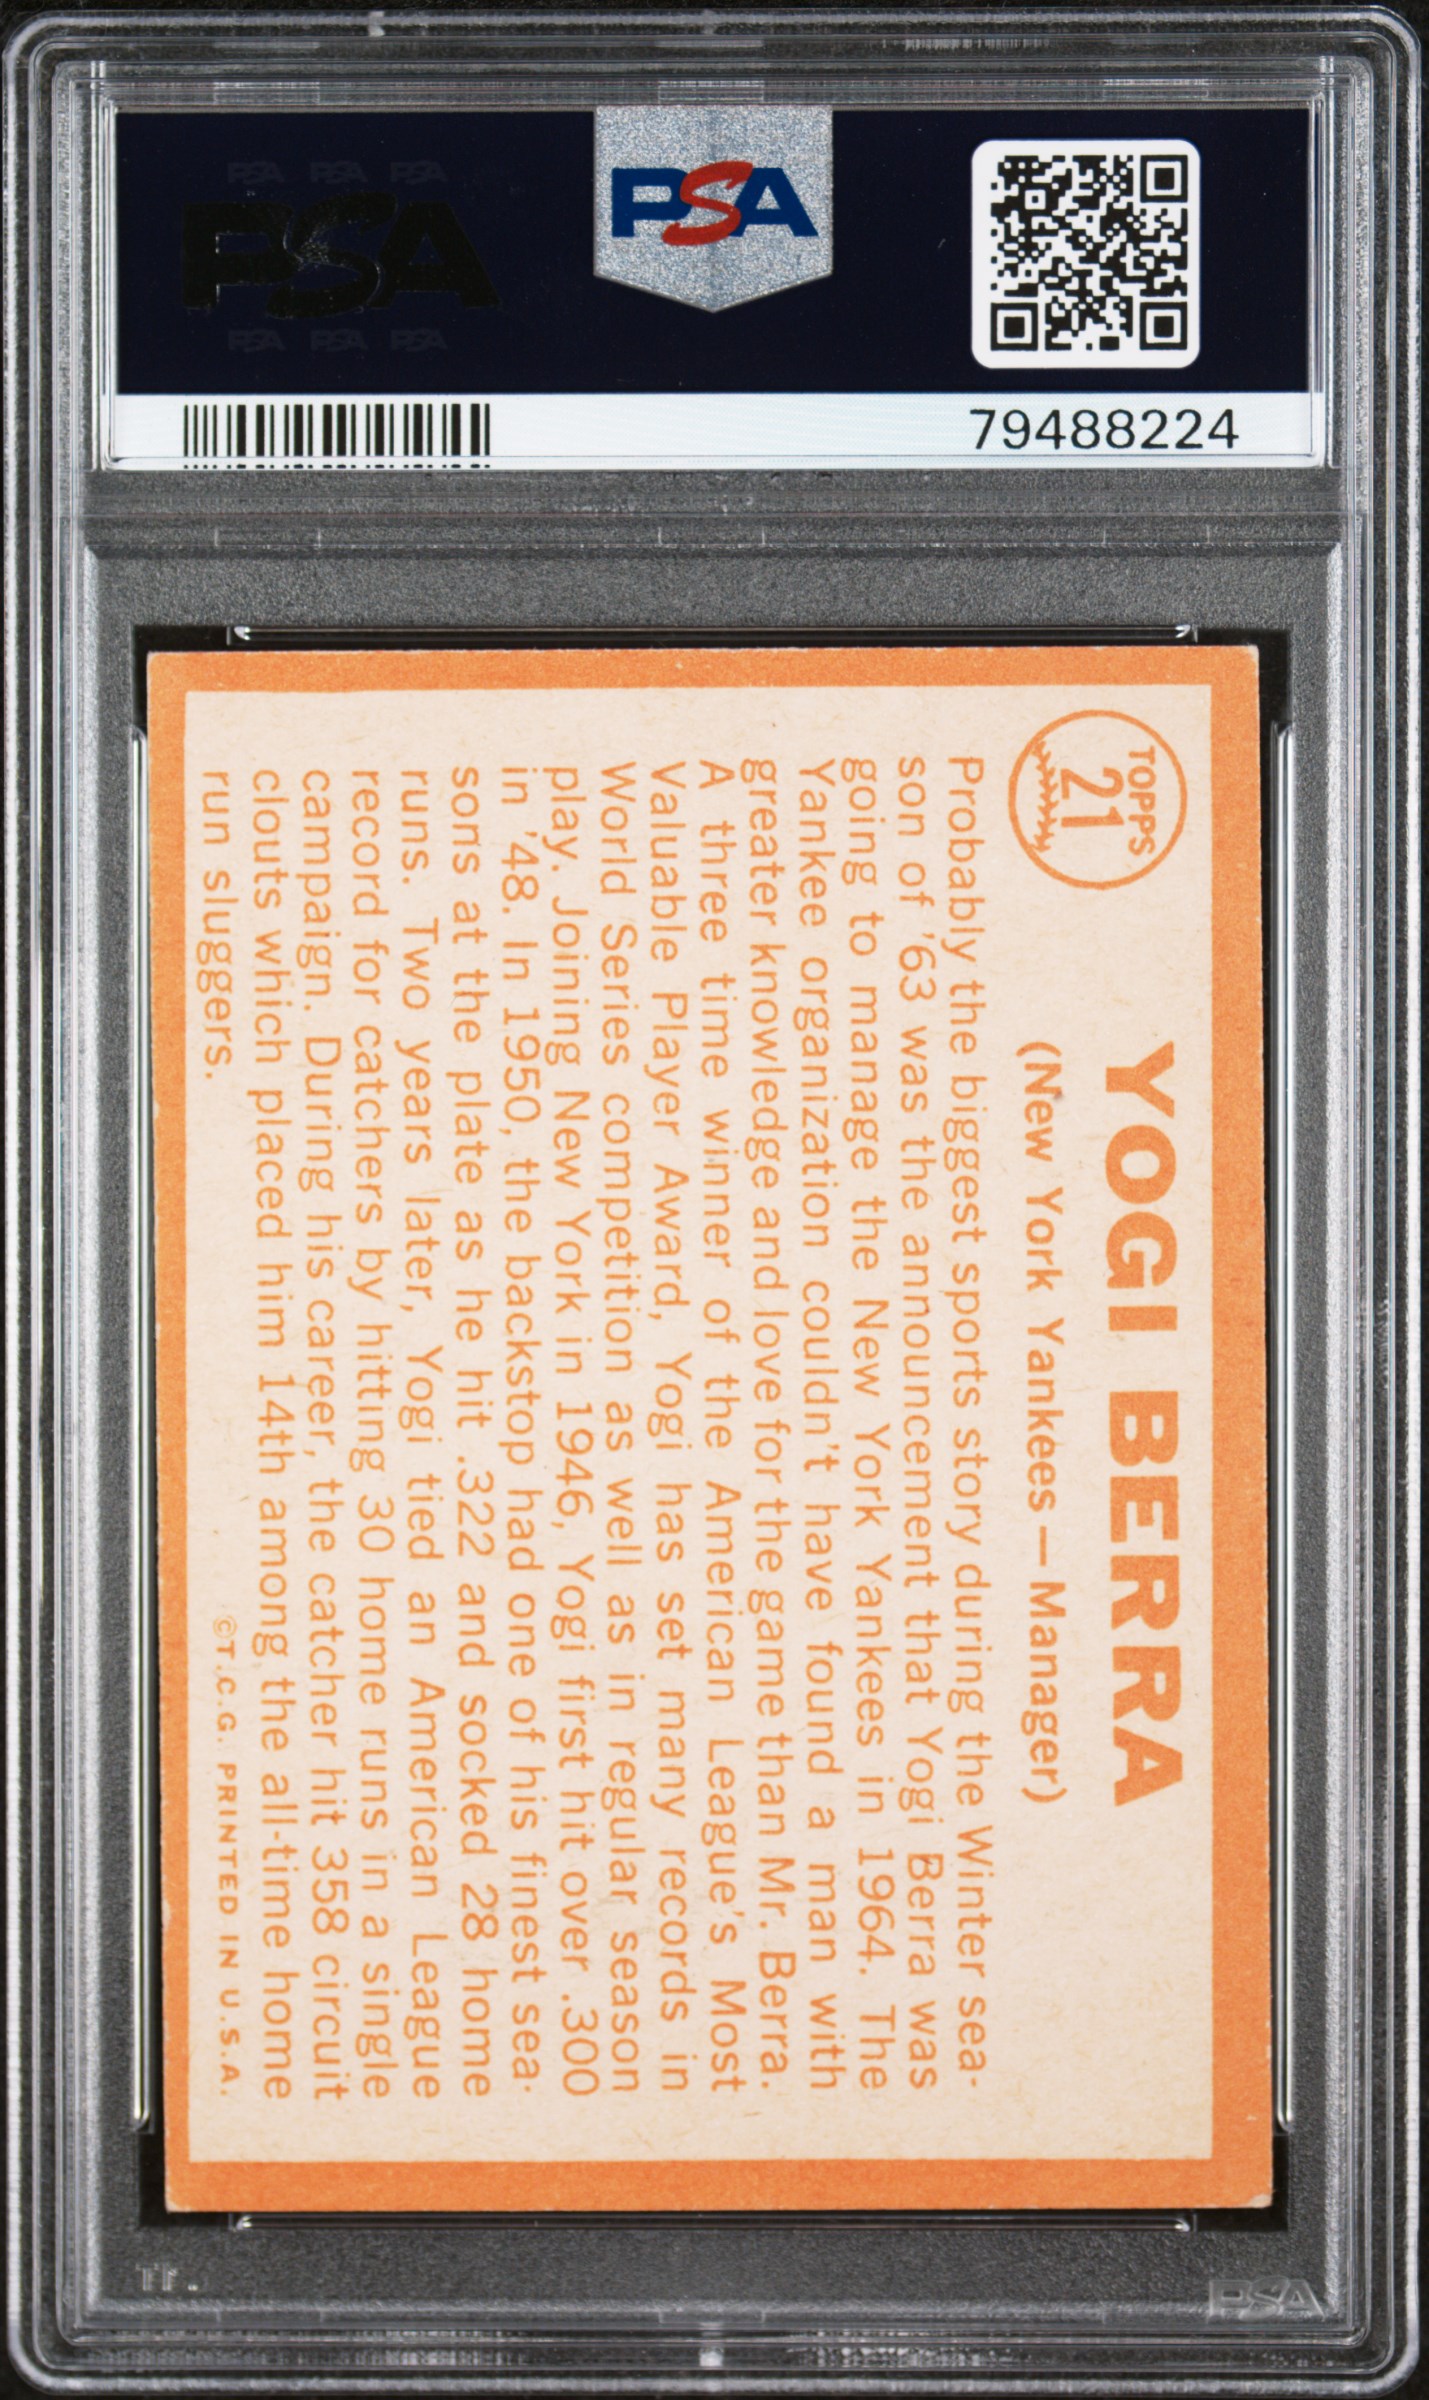 PSA PSA PSA
PSA
PSA PSA PSA
PSA
79488224
TOPPS
21
YOGI BERRA
(New York Yankees—Manager)
Probably the biggest sports story during the Winter sea-
son of '63 was the announcement that Yogi Berra was
going to manage the New York Yankees in 1964. The
Yankee organization couldn't have found a man with
greater knowledge and love for the game than Mr. Berra.
A three time winner of the American League's Most
Valuable Player Award, Yogi has set many records in
World Series competition as well as in regular season
play. Joining New York in 1946, Yogi first hit over .300
in '48. In 1950, the backstop had one of his finest sea-
sons at the plate as he hit .322 and socked 28 home
runs. Two years later, Yogi tied an American League
record for catchers by hitting 30 home runs in a single
campaign. During his career, the catcher hit 358 circuit
clouts which placed him 14th among the all-time home
run sluggers.
©T.C.G. PRINTED IN U.S.A.
PSA